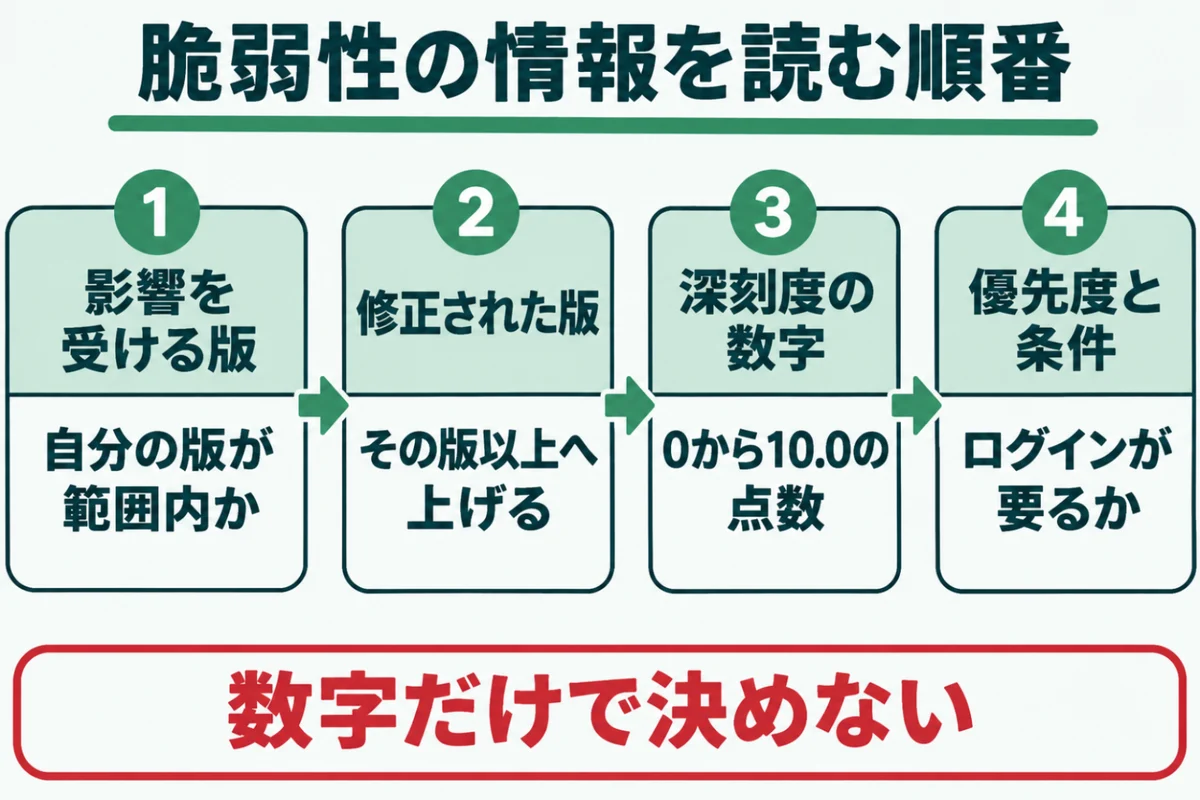 脆弱性の情報を読む順番
1
影響を
受ける版
自分の版が
範囲内か
2
修正された版
その版以上へ
上げる
3
深刻度の
数字
0から10.0の
点数
4
優先度と
条件
ログインが
要るか
数字だけで決めない